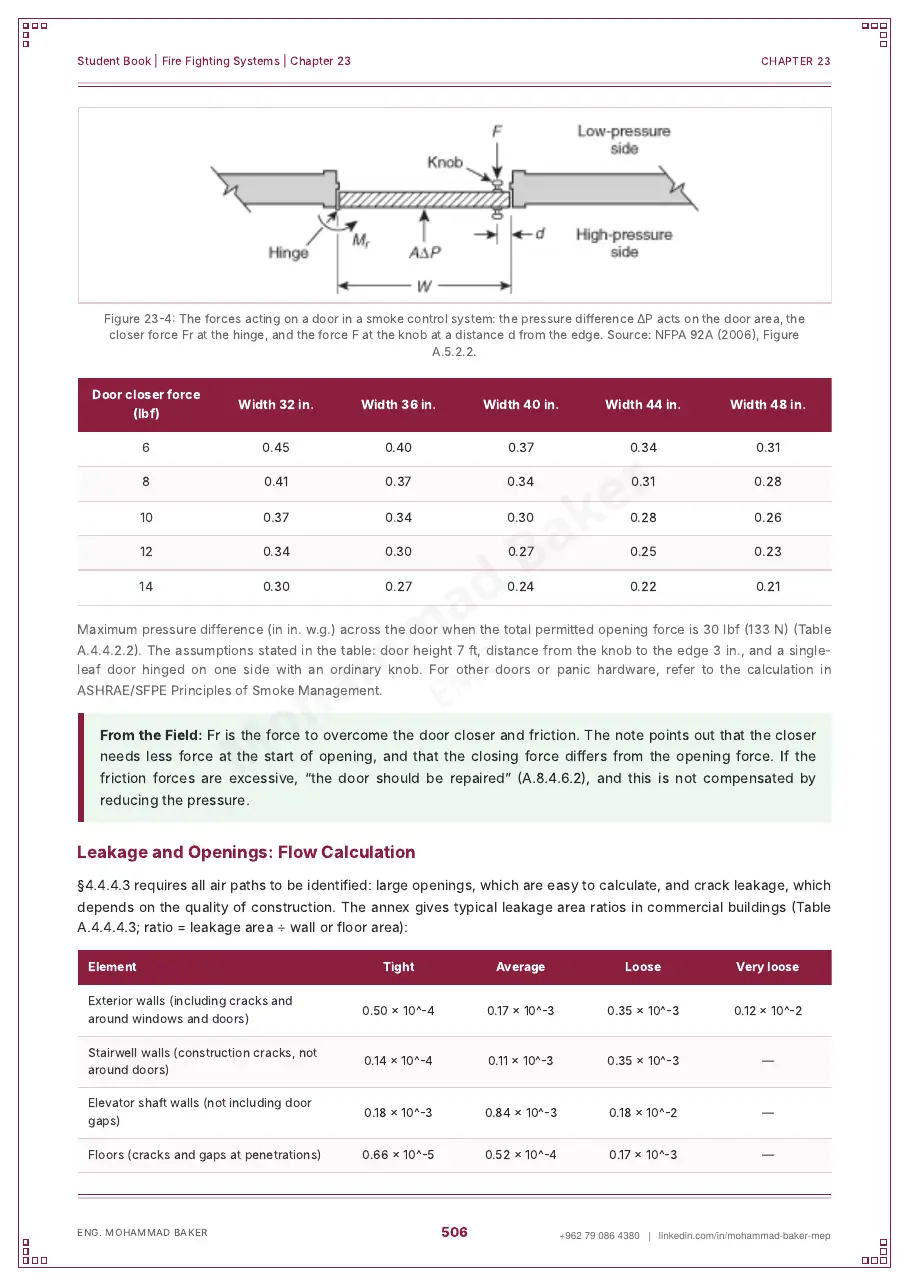 Student Book | Fire Fighting Systems | Chapter 23
CHAPTER 23
F
Low-pressure
side
Knob
Hinge
Mr
AΔP
d
High-pressure
side
W
Figure 23-4: The forces acting on a door in a smoke control system: the pressure difference ΔP acts on the door area, the
closer force Fr at the hinge, and the force F at the knob at a distance d from the edge. Source: NFPA 92A (2006), Figure
A.5.2.2.
Door closer force
(lbf)
Width 32 in. Width 36 in. Width 40 in. Width 44 in. Width 48 in.
6 0.45 0.40 0.37 0.34 0.31
8 0.41 0.37 0.34 0.31 0.28
10 0.37 0.34 0.30 0.28 0.26
12 0.34 0.30 0.27 0.25 0.23
14 0.30 0.27 0.24 0.22 0.21
Maximum pressure difference (in in. w.g.) across the door when the total permitted opening force is 30 lbf (133 N) (Table
A.4.4.2.2). The assumptions stated in the table: door height 7 ft, distance from the knob to the edge 3 in., and a single-
leaf door hinged on one side with an ordinary knob. For other doors or panic hardware, refer to the calculation in
ASHRAE/SFPE Principles of Smoke Management.
From the Field: Fr is the force to overcome the door closer and friction. The note points out that the closer
needs less force at the start of opening, and that the closing force differs from the opening force. If the
friction forces are excessive, “the door should be repaired” (A.8.4.6.2), and this is not compensated by
reducing the pressure.
Leakage and Openings: Flow Calculation
§4.4.4.3 requires all air paths to be identified: large openings, which are easy to calculate, and crack leakage, which
depends on the quality of construction. The annex gives typical leakage area ratios in commercial buildings (Table
A.4.4.4.3; ratio = leakage area ÷ wall or floor area):
Element Tight Average Loose Very loose
Exterior walls (including cracks and
around windows and doors)
0.50 × 10^-4 0.17 × 10^-3 0.35 × 10^-3 0.12 × 10^-2
Stairwell walls (construction cracks, not
around doors)
0.14 × 10^-4 0.11 × 10^-3 0.35 × 10^-3 —
Elevator shaft walls (not including door
gaps)
0.18 × 10^-3 0.84 × 10^-3 0.18 × 10^-2 —
Floors (cracks and gaps at penetrations) 0.66 × 10^-5 0.52 × 10^-4 0.17 × 10^-3 —
Mohammad Baker
ENG. MOHAMMAD BAKER
506
+962 79 086 4380 | linkedin.com/in/mohammad-baker-mep